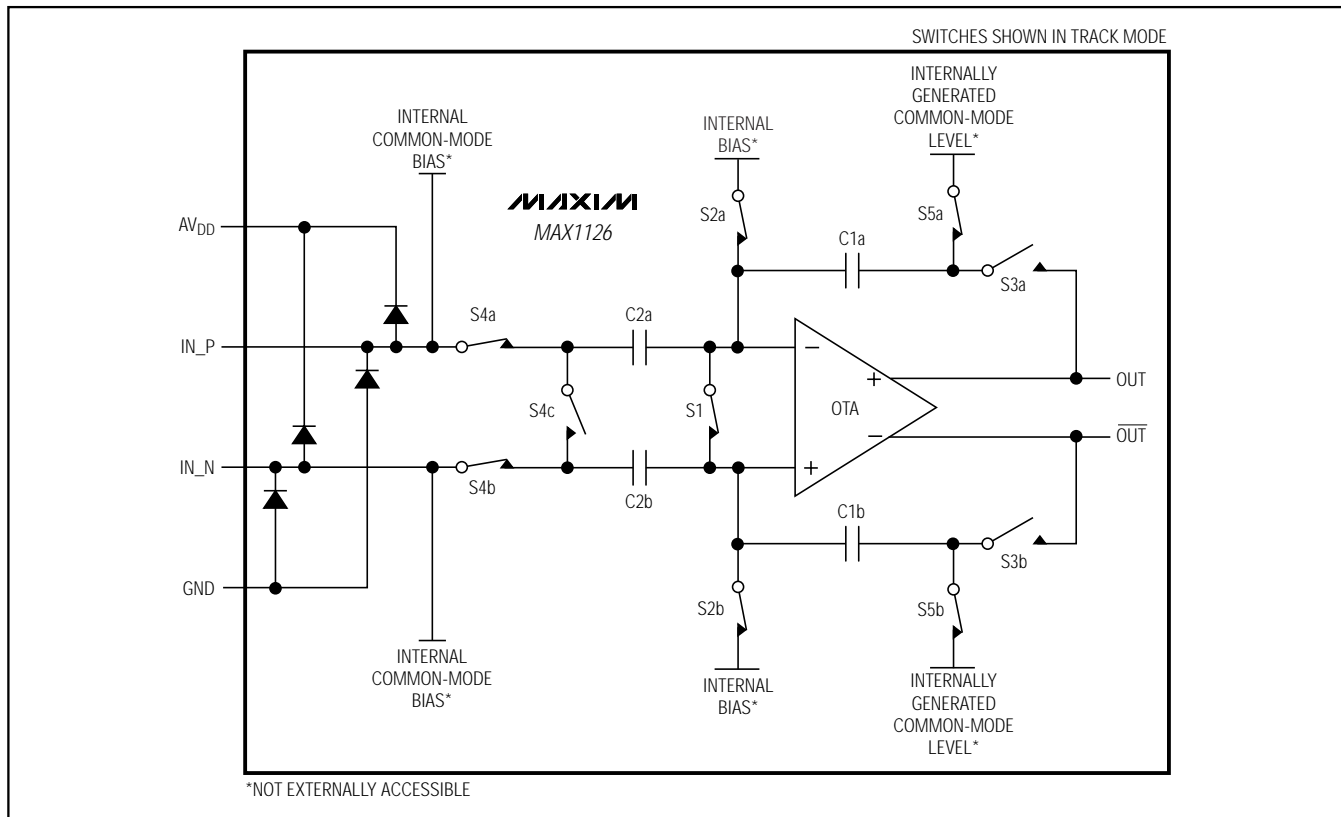 SWITCHES SHOWN IN TRACK MODE
INTERNALLY
GENERATED
COMMON-MODE
LEVEL*
INTERNAL
COMMON-MODE
BIAS*
INTERNAL
BIAS*
MAXIM
MAX1126
AVDD
S2a
S5a
C1a
S3a
S4a
C2a
IN_P
−
+
OUT
S4c
S1
OTA
−
OUT
IN_N
+
S4b
C2b
C1b
S3b
GND
S2b
S5b
INTERNAL
COMMON-MODE
BIAS*
INTERNAL
BIAS*
INTERNALLY
GENERATED
COMMON-MODE
LEVEL*
*NOT EXTERNALLY ACCESSIBLE